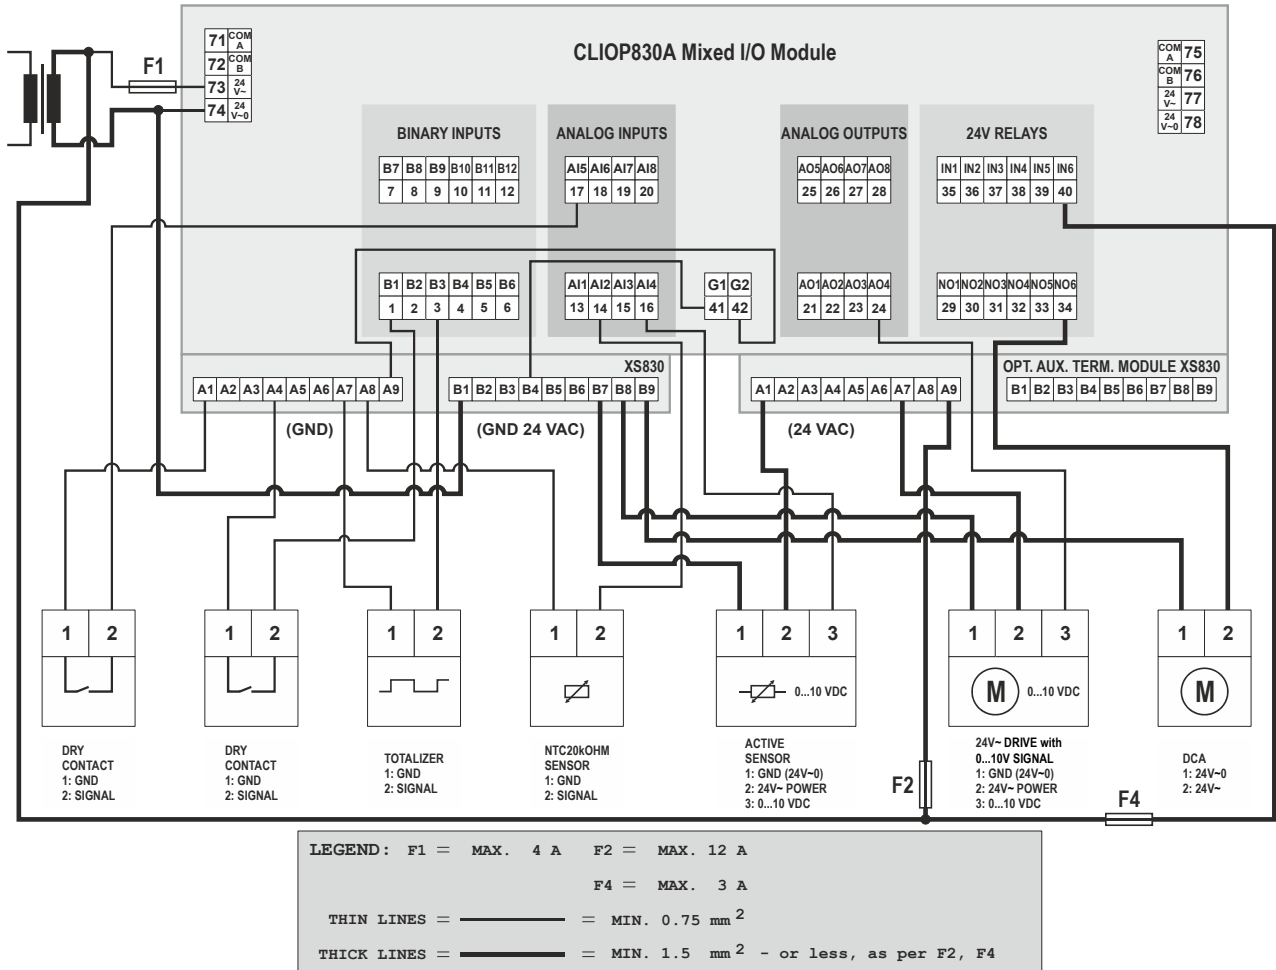 CLIOP830A Mixed I/O Module
71 COM A
72 COM B
73 24 V~
74 24 V~0
COM A 75
COM B 76
24 V~ 77
24 V~0 78
F1
BINARY INPUTS
ANALOG INPUTS
ANALOG OUTPUTS
24V RELAYS
B7 B8 B9 B10 B11 B12
7 8 9 10 11 12
AI5 AI6 AI7 AI8
17 18 19 20
AO5 AO6 AO7 AO8
25 26 27 28
IN1 IN2 IN3 IN4 IN5 IN6
35 36 37 38 39 40
B1 B2 B3 B4 B5 B6
1 2 3 4 5 6
AI1 AI2 AI3 AI4
13 14 15 16
G1 G2
41 42
AO1 AO2 AO3 AO4
21 22 23 24
NO1 NO2 NO3 NO4 NO5 NO6
29 30 31 32 33 34
XS830
OPT. AUX. TERM. MODULE XS830
A1 A2 A3 A4 A5 A6 A7 A8 A9
B1 B2 B3 B4 B5 B6 B7 B8 B9
A1 A2 A3 A4 A5 A6 A7 A8 A9
B1 B2 B3 B4 B5 B6 B7 B8 B9
(GND)
(GND 24 VAC)
(24 VAC)
1 2
1 2
1 2
1 2
1 2 3
1 2 3
1 2
0...10 VDC
M
0...10 VDC
M
DRY
CONTACT
1: GND
2: SIGNAL
DRY
CONTACT
1: GND
2: SIGNAL
TOTALIZER
1: GND
2: SIGNAL
NTC20kOHM
SENSOR
1: GND
2: SIGNAL
ACTIVE
SENSOR
1: GND (24V~0)
2: 24V~ POWER
3: 0...10 VDC
F2
24V~ DRIVE with
0...10V SIGNAL
1: GND (24V~0)
2: 24V~ POWER
3: 0...10 VDC
F4
DCA
1: 24V~0
2: 24V~
LEGEND: F1 = MAX. 4 A F2 = MAX. 12 A
F4 = MAX. 3 A
THIN LINES = = MIN. 0.75 mm 2
THICK LINES = = MIN. 1.5 mm 2 - or less, as per F2, F4